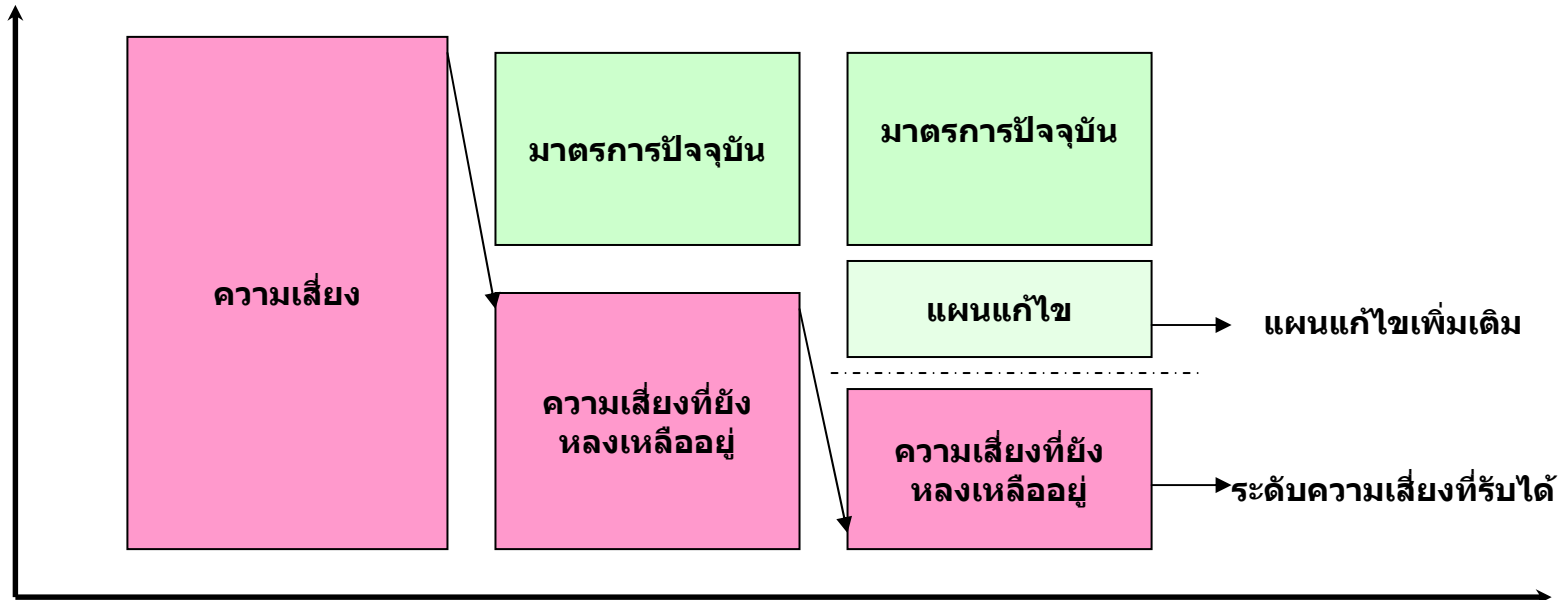 ความเสี่ยง
มาตรการปัจจุบัน
ความเสี่ยงที่ยัง
หลงเหลืออยู่
มาตรการปัจจุบัน
แผนแก้ไข
ความเสี่ยงที่ยัง
หลงเหลืออยู่
แผนแก้ไขเพิ่มเติม
ระดับความเสี่ยงที่รับได้